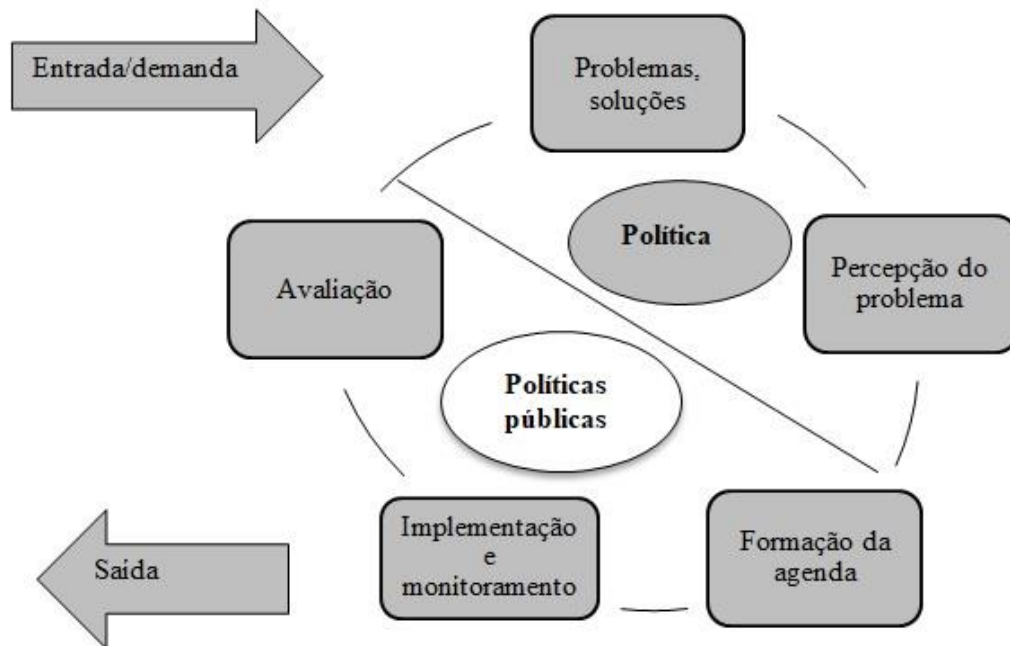 Entrada/demanda
Problemas,
soluções
Política
Percepção do
problema
Avaliação
Políticas
públicas
Implementação
e
monitoramento
Formação da
agenda
Saída